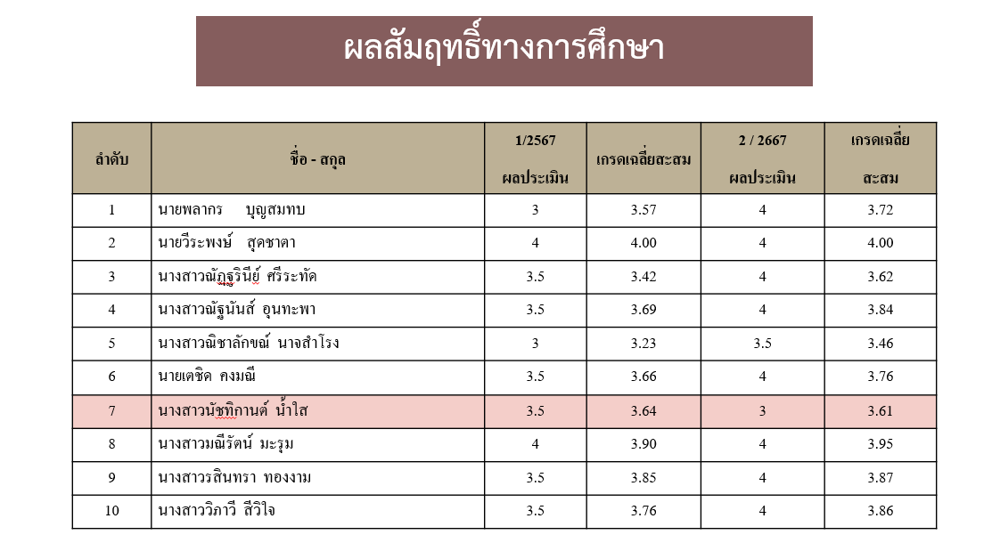 ผลสัมฤทธิ์ทางการศึกษา
ลำดับ ชื่อ - สกุล 1/2567 ผลประเมิน เกรดเฉลี่ยสะสม 2 / 2667 ผลประเมิน เกรดเฉลี่ย สะสม
1 นายพลากร บุญสมทบ 3 3.57 4 3.72
2 นายวีระพงษ์ สุดชาตา 4 4.00 4 4.00
3 นางสาวณัฏฐรินีย์ ศรีระทัด 3.5 3.42 4 3.62
4 นางสาวณัฐนันส์ อุนทะพา 3.5 3.69 4 3.84
5 นางสาวณิชาลักขณ์ นาจสำโรง 3 3.23 3.5 3.46
6 นายเตชิด คงมณี 3.5 3.66 4 3.76
7 นางสาวนัชทิกานต์ น้ำใส 3.5 3.64 3 3.61
8 นางสาวมณีรัตน์ มะรุม 4 3.90 4 3.95
9 นางสาวรสินทรา ทองงาม 3.5 3.85 4 3.87
10 นางสาววิภาวี สีวิใจ 3.5 3.76 4 3.86